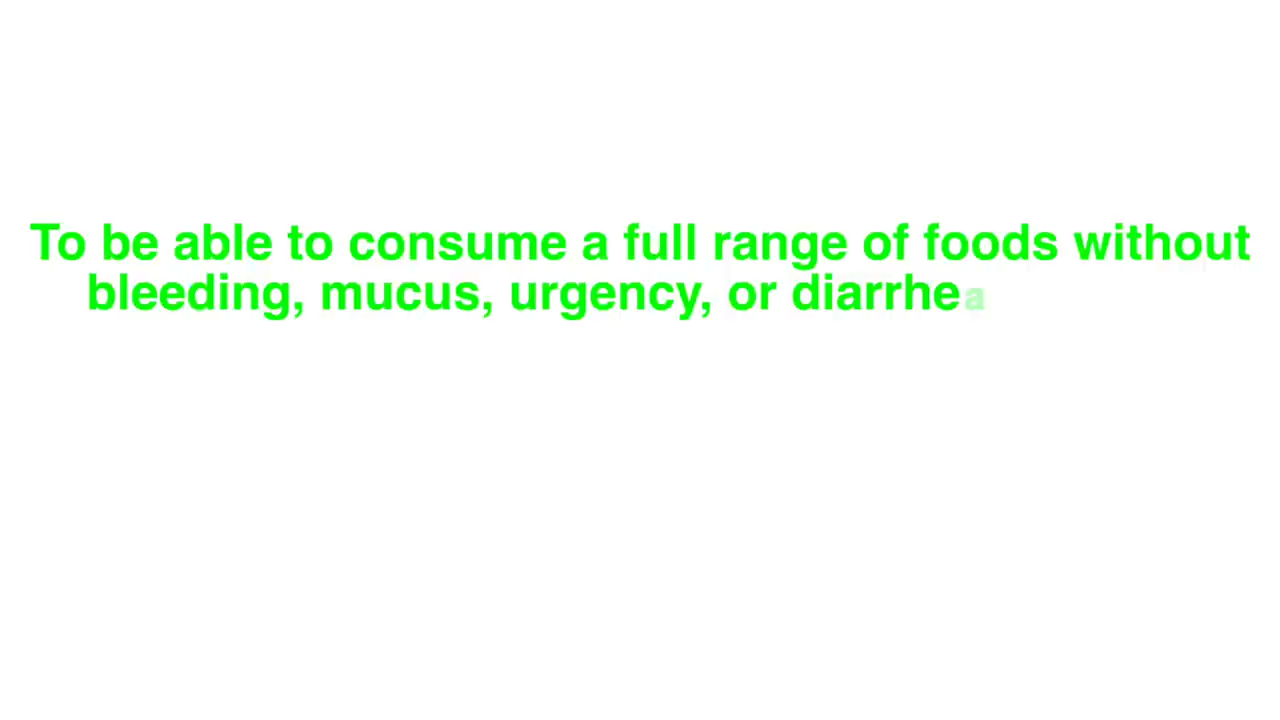 To be able to consume a full range of foods without
bleeding, mucus, urgency, or diarrhea